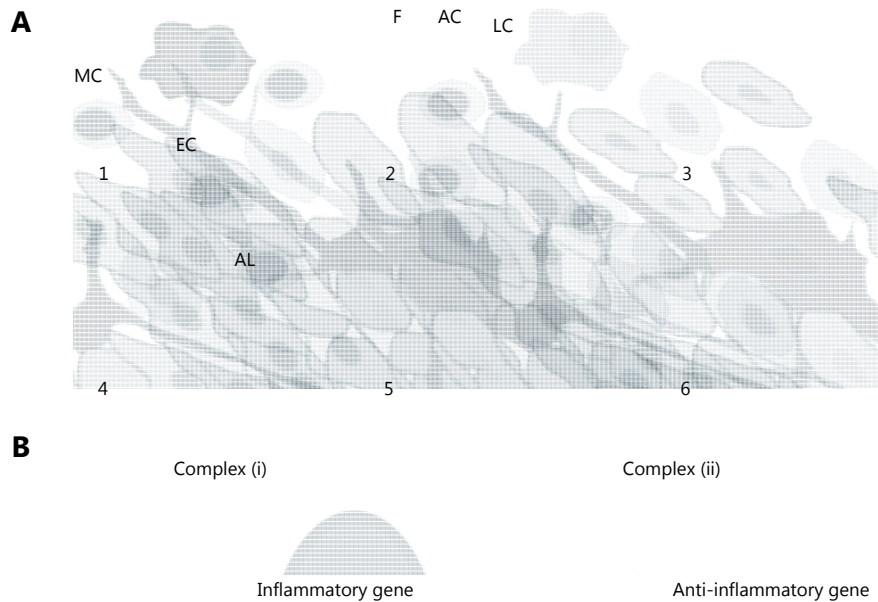 A
F AC LC
MC
EC
1 2 3
AL
4 5 6
B
Complex (i) Complex (ii)
Inflammatory gene Anti-inflammatory gene